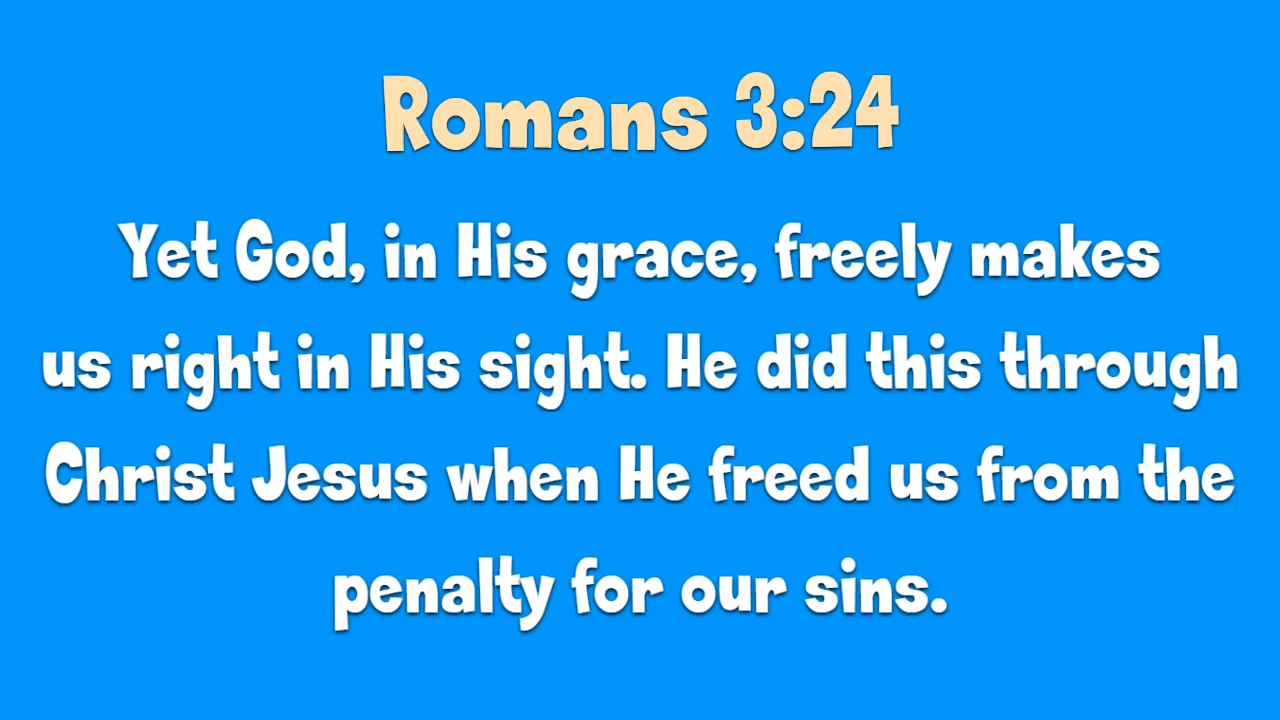 Romans 3:24
Yet God, in His grace, freely makes
us right in His sight. He did this through
Christ Jesus when He freed us from the
penalty for our sins.